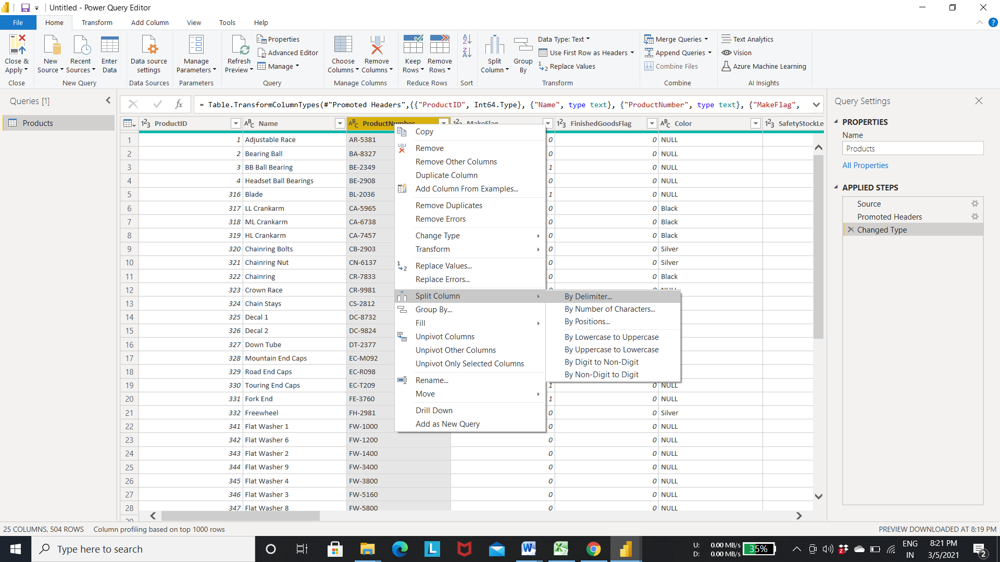 Untitled - Power Query Editor
File Home Transform Add Column View Tools Help
Close & Apply
New Source
Recent Sources
Enter Data
Data source settings
Manage Parameters
Refresh Preview
Properties
Advanced Editor
Manage
Choose Columns
Remove Columns
Keep Rows
Remove Rows
Split Column
Group By
Data Type: Text
Use First Row as Headers
Replace Values
Merge Queries
Append Queries
Combine Files
Text Analytics
Vision
Azure Machine Learning
Close New Query Data Sources Parameters Query Manage Columns Reduce Rows Sort Transform Combine AI Insights
Queries [1]
Products
fx = Table.TransformColumnTypes(#"Promoted Headers",{{"ProductID", Int64.Type}, {"Name", type text}, {"ProductNumber", type text}, {"MakeFlag",
ProductID Name ProductNumber MakeFlag FinishedGoodsFlag Color SafetyStockLe
1 1 Adjustable Race AR-5381 0 0 NULL
2 2 Bearing Ball BA-8327 0 0 NULL
3 3 BB Ball Bearing BE-2349 1 0 NULL
4 4 Headset Ball Bearings BE-2908 0 0 NULL
5 316 Blade BL-2036 1 0 NULL
6 317 LL Crankarm CA-5965 0 0 Black
7 318 ML Crankarm CA-6738 0 0 Black
8 319 HL Crankarm CA-7457 0 0 Black
9 320 Chainring Bolts CB-2903 0 0 Silver
10 321 Chainring Nut CN-6137 0 0 Silver
11 322 Chainring CR-7833 0 0 Black
12 323 Crown Race CR-9981
13 324 Chain Stays CS-2812
14 325 Decal 1 DC-8732
15 326 Decal 2 DC-9824
16 327 Down Tube DT-2377
17 328 Mountain End Caps EC-M092
18 329 Road End Caps EC-R098
19 330 Touring End Caps EC-T209 1 0 NULL
20 331 Fork End FE-3760 1 0 NULL
21 332 Freewheel FH-2981 0 0 Silver
22 341 Flat Washer 1 FW-1000 0 0 NULL
23 342 Flat Washer 6 FW-1200 0 0 NULL
24 343 Flat Washer 2 FW-1400 0 0 NULL
25 344 Flat Washer 9 FW-3400 0 0 NULL
26 345 Flat Washer 4 FW-3800 0 0 NULL
27 346 Flat Washer 3 FW-5160 0 0 NULL
28 347 Flat Washer 8 FW-5800 0 0 NULL
Copy
Remove
Remove Other Columns
Duplicate Column
Add Column From Examples...
Remove Duplicates
Remove Errors
Change Type
Transform
Replace Values...
Replace Errors...
Split Column
Group By...
Fill
Unpivot Columns
Unpivot Other Columns
Unpivot Only Selected Columns
Rename...
Move
Drill Down
Add as New Query
By Delimiter...
By Number of Characters...
By Positions...
By Lowercase to Uppercase
By Uppercase to Lowercase
By Digit to Non-Digit
By Non-Digit to Digit
Query Settings
PROPERTIES
Name
Products
All Properties
APPLIED STEPS
Source
Promoted Headers
Changed Type
25 COLUMNS, 504 ROWS Column profiling based on top 1000 rows
PREVIEW DOWNLOADED AT 8:19 PM
Type here to search
U: 0.00 MB/s
D: 0.00 MB/s
35%
ENG
IN
8:21 PM
3/5/2021
2